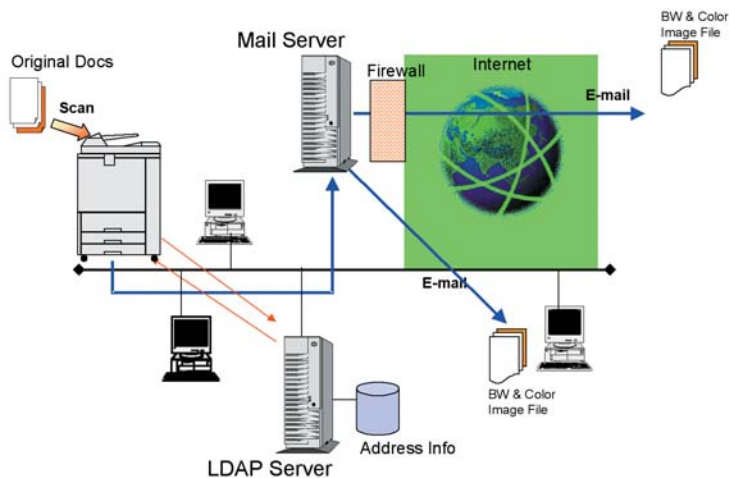 BW & Color
Image File
Mail Server
Original Docs
Internet
Firewall
Scan
E-mail
E-mail
BW & Color
Image File
Address Info
LDAP Server